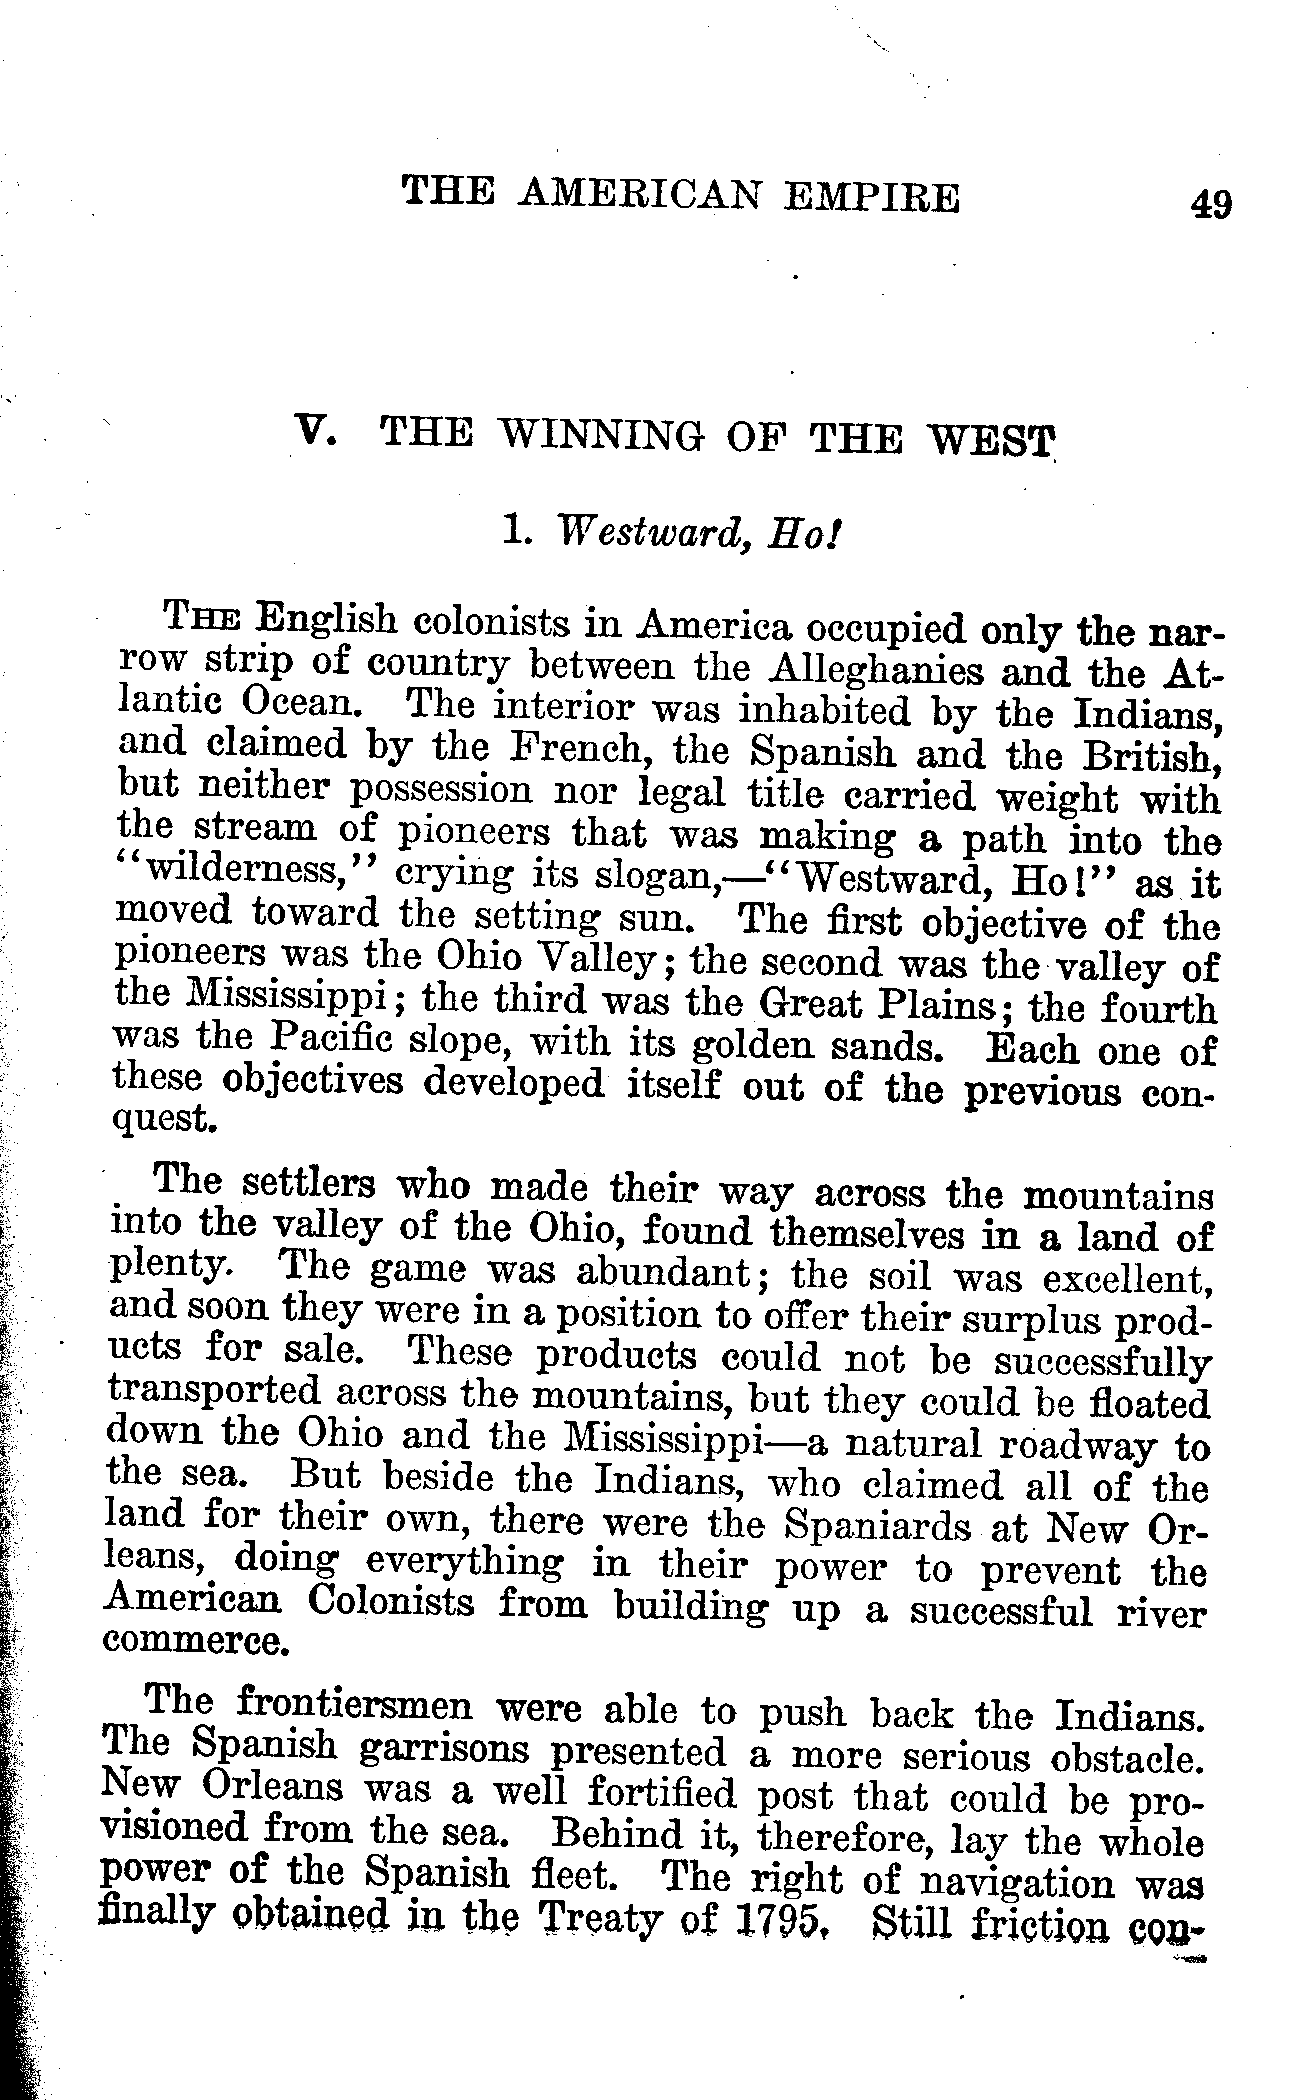 THE AMERICAN EMPIRE 49
V. THE WINNING OF THE WEST
1. Westward, Ho!
THE English colonists in America occupied only the nar-
row strip of country between the Alleghanies and the At-
lantic Ocean. The interior was inhabited by the Indians,
and claimed by the French, the Spanish and the British,
but neither possession nor legal title carried weight with
the stream of pioneers that was making a path into the
“wilderness,” crying its slogan,—“Westward, Ho!” as it
moved toward the setting sun. The first objective of the
pioneers was the Ohio Valley; the second was the valley of
the Mississippi; the third was the Great Plains; the fourth
was the Pacific slope, with its golden sands. Each one of
these objectives developed itself out of the previous con-
quest.
The settlers who made their way across the mountains
into the valley of the Ohio, found themselves in a land of
plenty. The game was abundant; the soil was excellent,
and soon they were in a position to offer their surplus prod-
ucts for sale. These products could not be successfully
transported across the mountains, but they could be floated
down the Ohio and the Mississippi—a natural roadway to
the sea. But beside the Indians, who claimed all of the
land for their own, there were the Spaniards at New Or-
leans, doing everything in their power to prevent the
American Colonists from building up a successful river
commerce.
The frontiersmen were able to push back the Indians.
The Spanish garrisons presented a more serious obstacle.
New Orleans was a well fortified post that could be pro-
visioned from the sea. Behind it, therefore, lay the whole
power of the Spanish fleet. The right of navigation was
finally obtained in the Treaty of 1795. Still friction con-